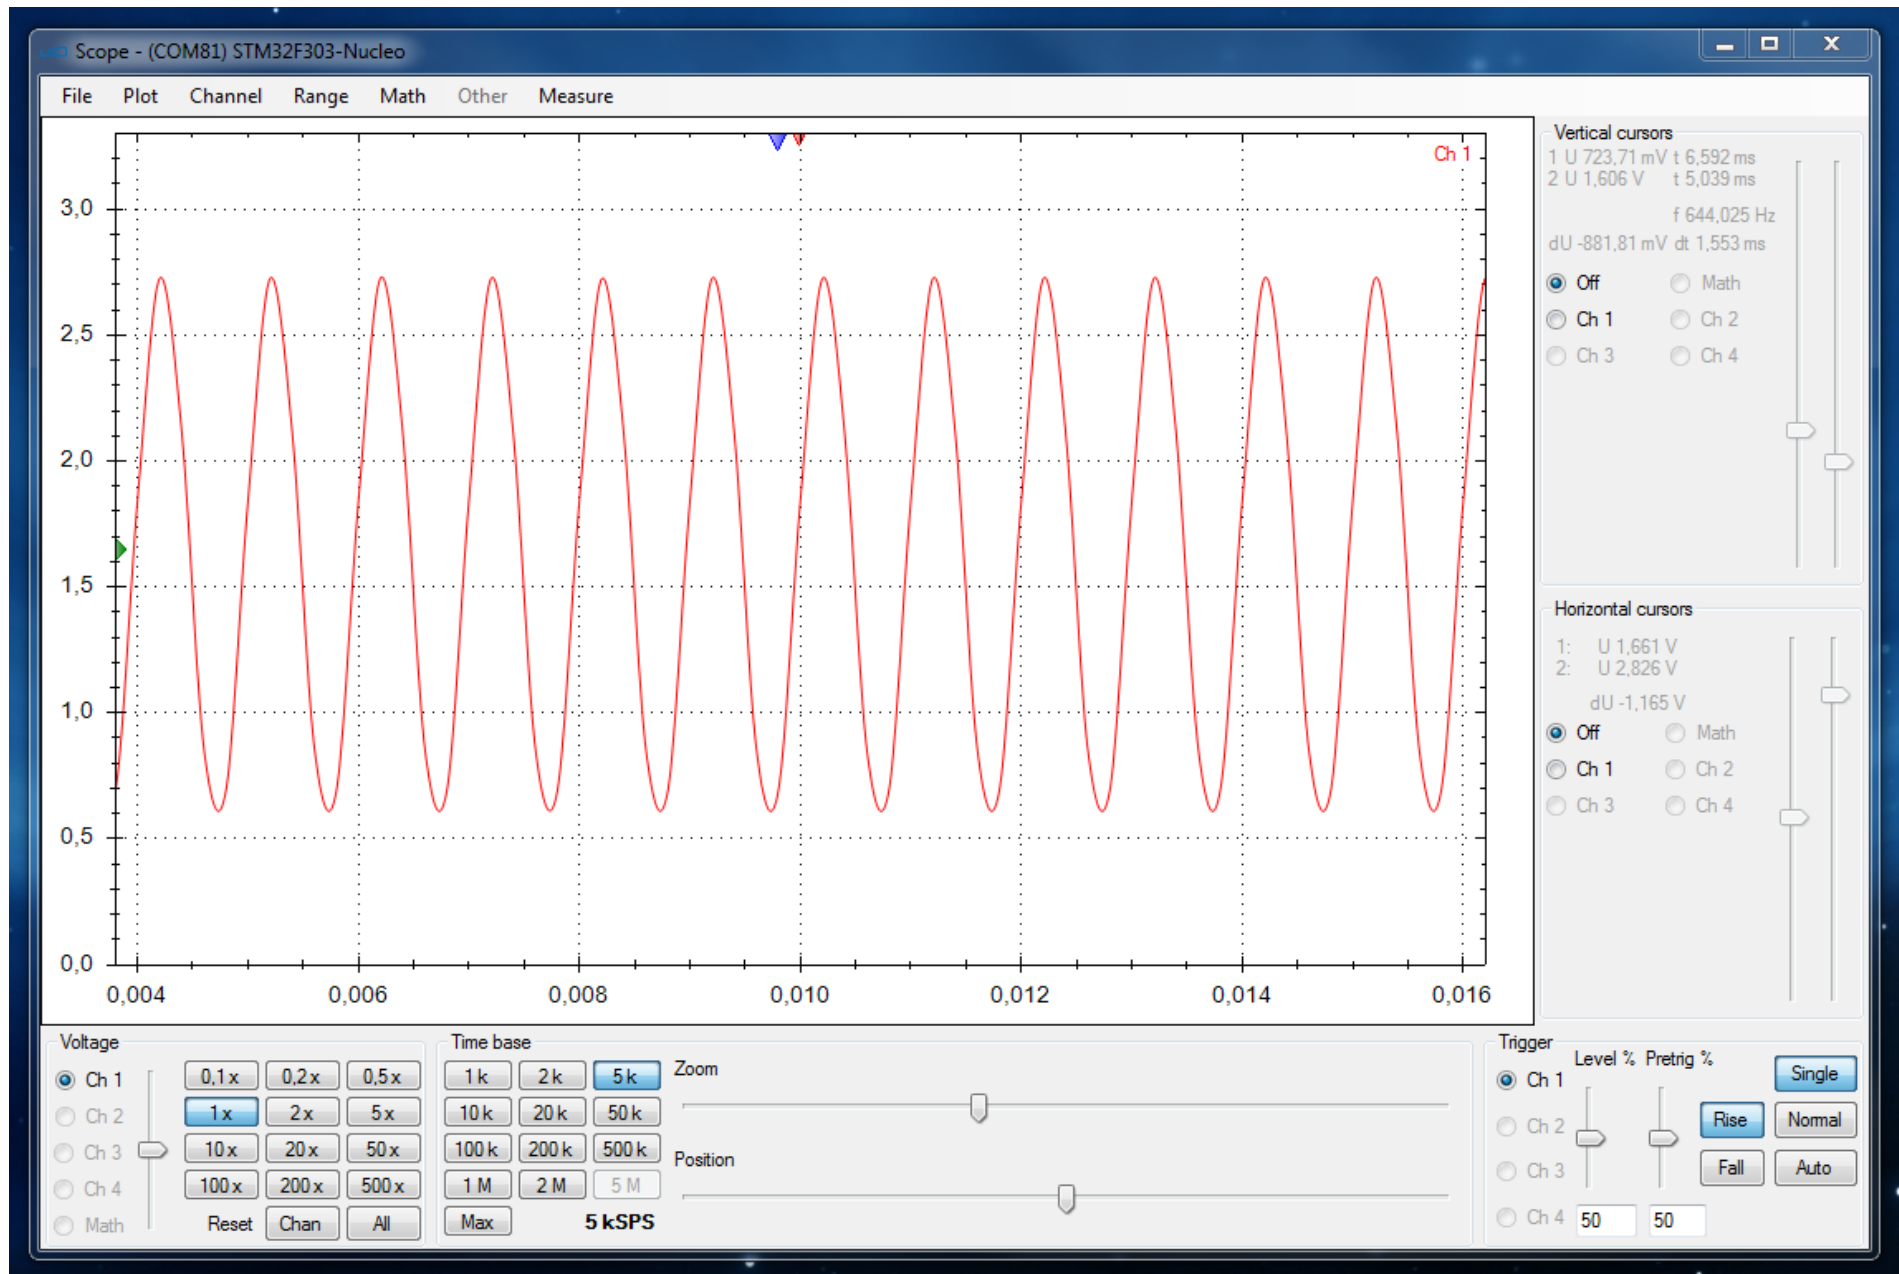 Scope - (COM81) STM32F303-Nucleo
File Plot Channel Range Math Other Measure
Ch 1
3,0
2,5
2,0
1,5
1,0
0,5
0,0
0,004 0,006 0,008 0,010 0,012 0,014 0,016
Vertical cursors
1 U 723,71 mV t 6,592 ms
2 U 1,606 V t 5,039 ms
f 644,025 Hz
dU -881,81 mV dt 1,553 ms
Off Math
Ch 1 Ch 2
Ch 3 Ch 4
Horizontal cursors
1: U 1,661 V
2: U 2,826 V
dU -1,165 V
Off Math
Ch 1 Ch 2
Ch 3 Ch 4
Voltage
Ch 1 0,1 x 0,2 x 0,5 x
Ch 2 1 x 2 x 5 x
Ch 3 10 x 20 x 50 x
Ch 4 100 x 200 x 500 x
Math Reset Chan All
Time base
1 k 2 k 5 k
10 k 20 k 50 k
100 k 200 k 500 k
1 M 2 M 5 M
Max 5 kSPS
Zoom
Position
Trigger
Level % Pretrig %
Ch 1 Single
Ch 2 Rise Normal
Ch 3 Fall Auto
Ch 4 50 50